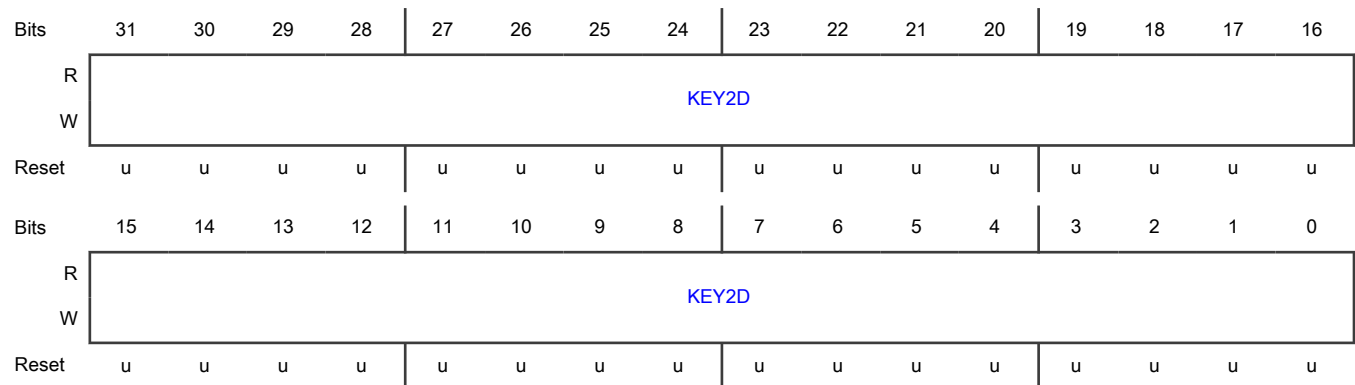 Bits 31 30 29 28 27 26 25 24 23 22 21 20 19 18 17 16
R
KEY2D
W
Reset u u u u u u u u u u u u u u u u
Bits 15 14 13 12 11 10 9 8 7 6 5 4 3 2 1 0
R
KEY2D
W
Reset u u u u u u u u u u u u u u u u